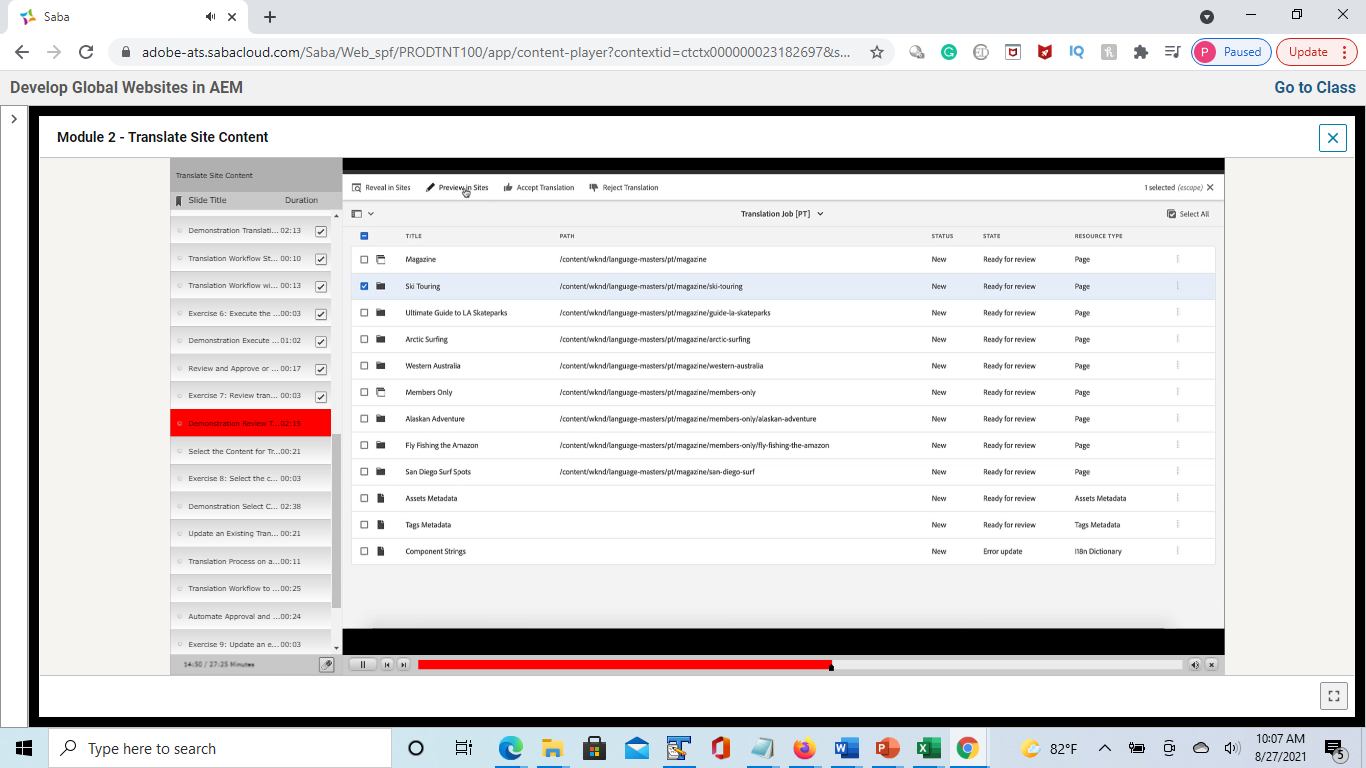 Saba
adobe-ats.sabacloud.com/Saba/Web_spf/PRODTNT100/app/content-player?contextid=ctctx000000023182697&s...
P Paused
Update
Develop Global Websites in AEM
Go to Class
Module 2 - Translate Site Content
Translate Site Content
Slide Title Duration
Demonstration Translati... 02:13
Translation Workflow St... 00:10
Translation Workflow wi... 00:13
Exercise 6: Execute the ... 00:03
Demonstration Execute ... 01:02
Review and Approve or ... 00:17
Exercise 7: Review tran... 00:03
Demonstration Review T... 02:15
Select the Content for Tr... 00:21
Exercise 8: Select the c... 00:03
Demonstration Select C... 02:38
Update an Existing Tran... 00:21
Translation Process on a... 00:11
Translation Workflow to ... 00:25
Automate Approval and ... 00:24
Exercise 9: Update an e... 00:03
14:50 / 27:25 Minutes
Reveal in Sites Preview in Sites Accept Translation Reject Translation 1 selected (escape)
Translation Job [PT] Select All
TITLE PATH STATUS STATE RESOURCE TYPE
Magazine /content/wknd/language-masters/pt/magazine New Ready for review Page
Ski Touring /content/wknd/language-masters/pt/magazine/ski-touring New Ready for review Page
Ultimate Guide to LA Skateparks /content/wknd/language-masters/pt/magazine/guide-la-skateparks New Ready for review Page
Arctic Surfing /content/wknd/language-masters/pt/magazine/arctic-surfing New Ready for review Page
Western Australia /content/wknd/language-masters/pt/magazine/western-australia New Ready for review Page
Members Only /content/wknd/language-masters/pt/magazine/members-only New Ready for review Page
Alaskan Adventure /content/wknd/language-masters/pt/magazine/members-only/alaskan-adventure New Ready for review Page
Fly Fishing the Amazon /content/wknd/language-masters/pt/magazine/members-only/fly-fishing-the-amazon New Ready for review Page
San Diego Surf Spots /content/wknd/language-masters/pt/magazine/san-diego-surf New Ready for review Page
Assets Metadata New Ready for review Assets Metadata
Tags Metadata New Ready for review Tags Metadata
Component Strings New Error update I18n Dictionary
Type here to search
82°F
10:07 AM
8/27/2021
5